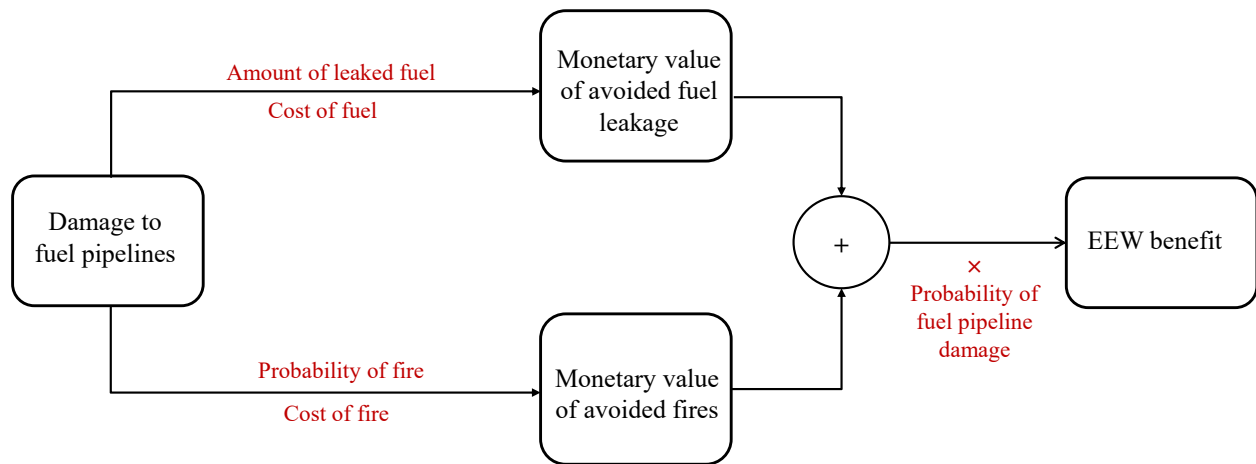 Damage to
fuel pipelines
Amount of leaked fuel
Cost of fuel
Monetary value
of avoided fuel
leakage
Probability of fire
Cost of fire
Monetary value
of avoided fires
+
×
Probability of
fuel pipeline
damage
EEW benefit